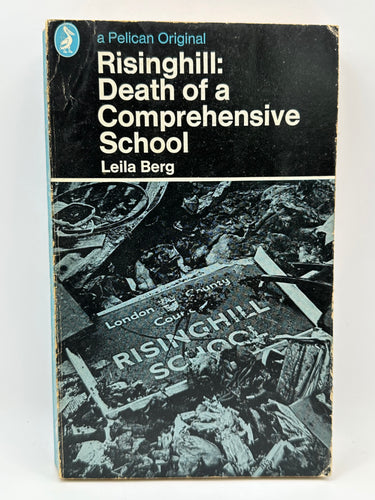 a Pelican Original
Risinghill:
Death of a
Comprehensive
School
Leila Berg
London County
Council
RISINGHILL
SCHOOL